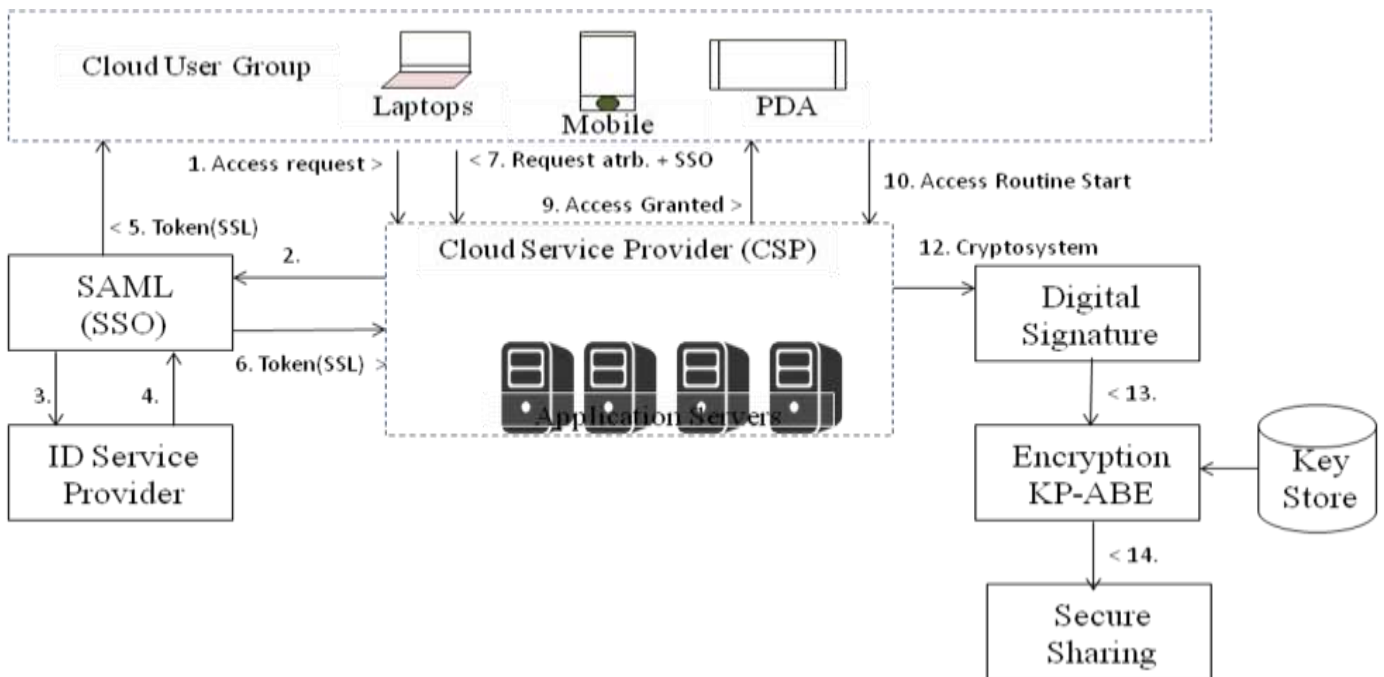 Cloud User Group
Laptops
Mobile
PDA
1. Access request >
< 7. Request atrb. + SSO
9. Access Granted >
10. Access Routine Start
< 5. Token(SSL)
2.
Cloud Service Provider (CSP)
12. Cryptosystem
SAML
(SSO)
Digital
Signature
6. Token(SSL) >
3.
4.
Application Servers
< 13.
ID Service
Provider
Encryption
KP-ABE
Key
Store
< 14.
Secure
Sharing